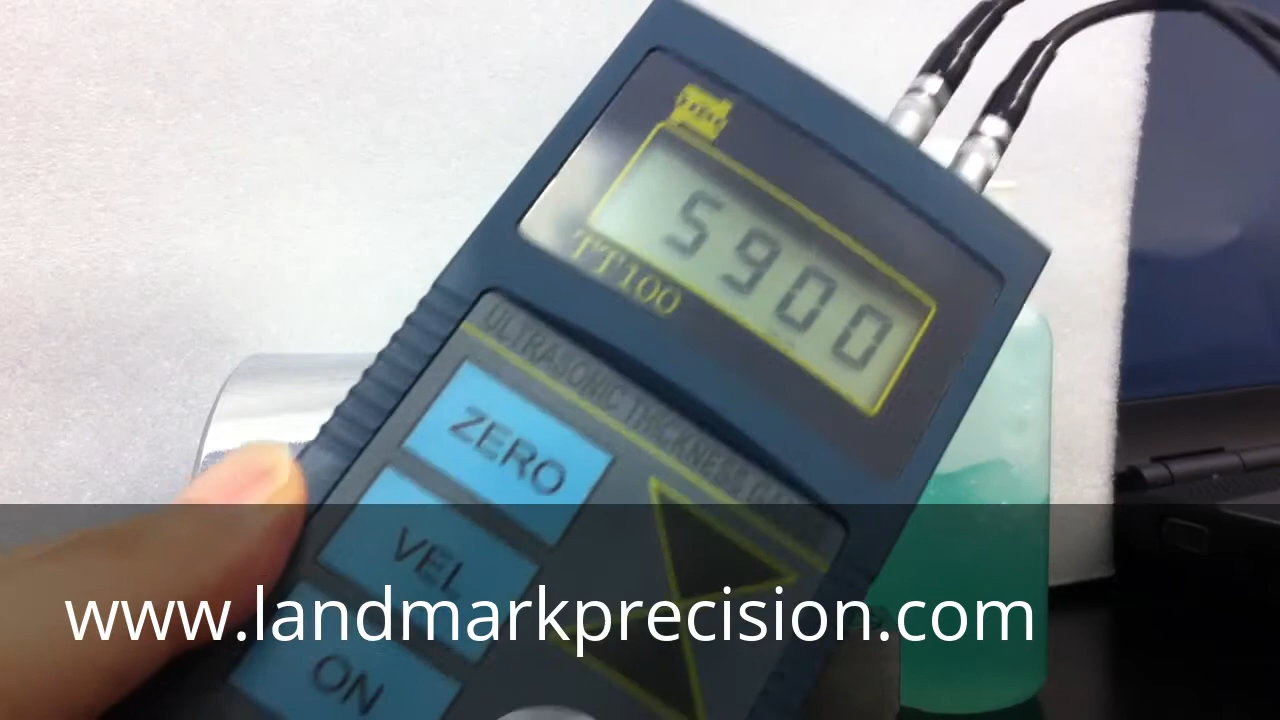 5900
TT100
ULTRASONIC THICKNESS
ZERO
VEL
ON
www.landmarkprecision.com